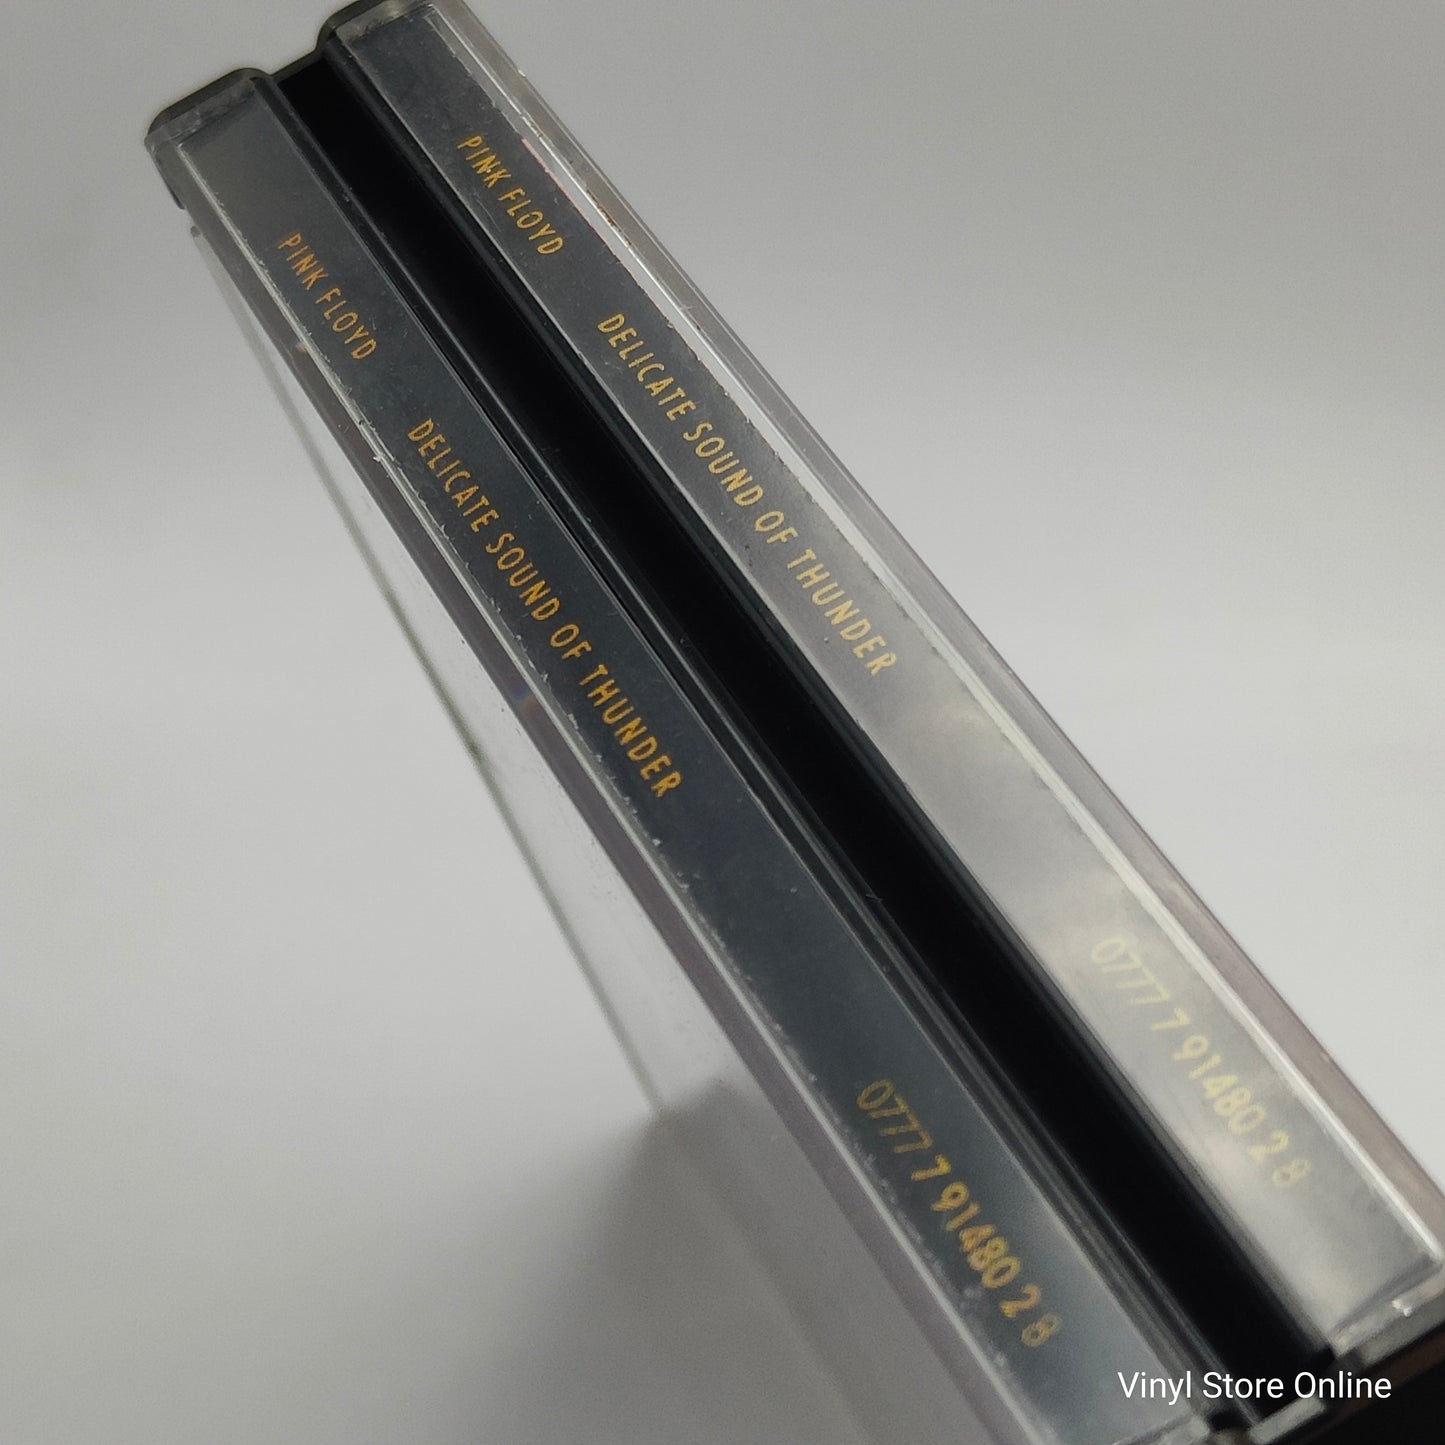 PINK FLOYD DELICATE SOUND OF THUNDER 0777 7 91480 2 8
PINK FLOYD DELICATE SOUND OF THUNDER 0777 7 91480 2 8
Vinyl Store Online